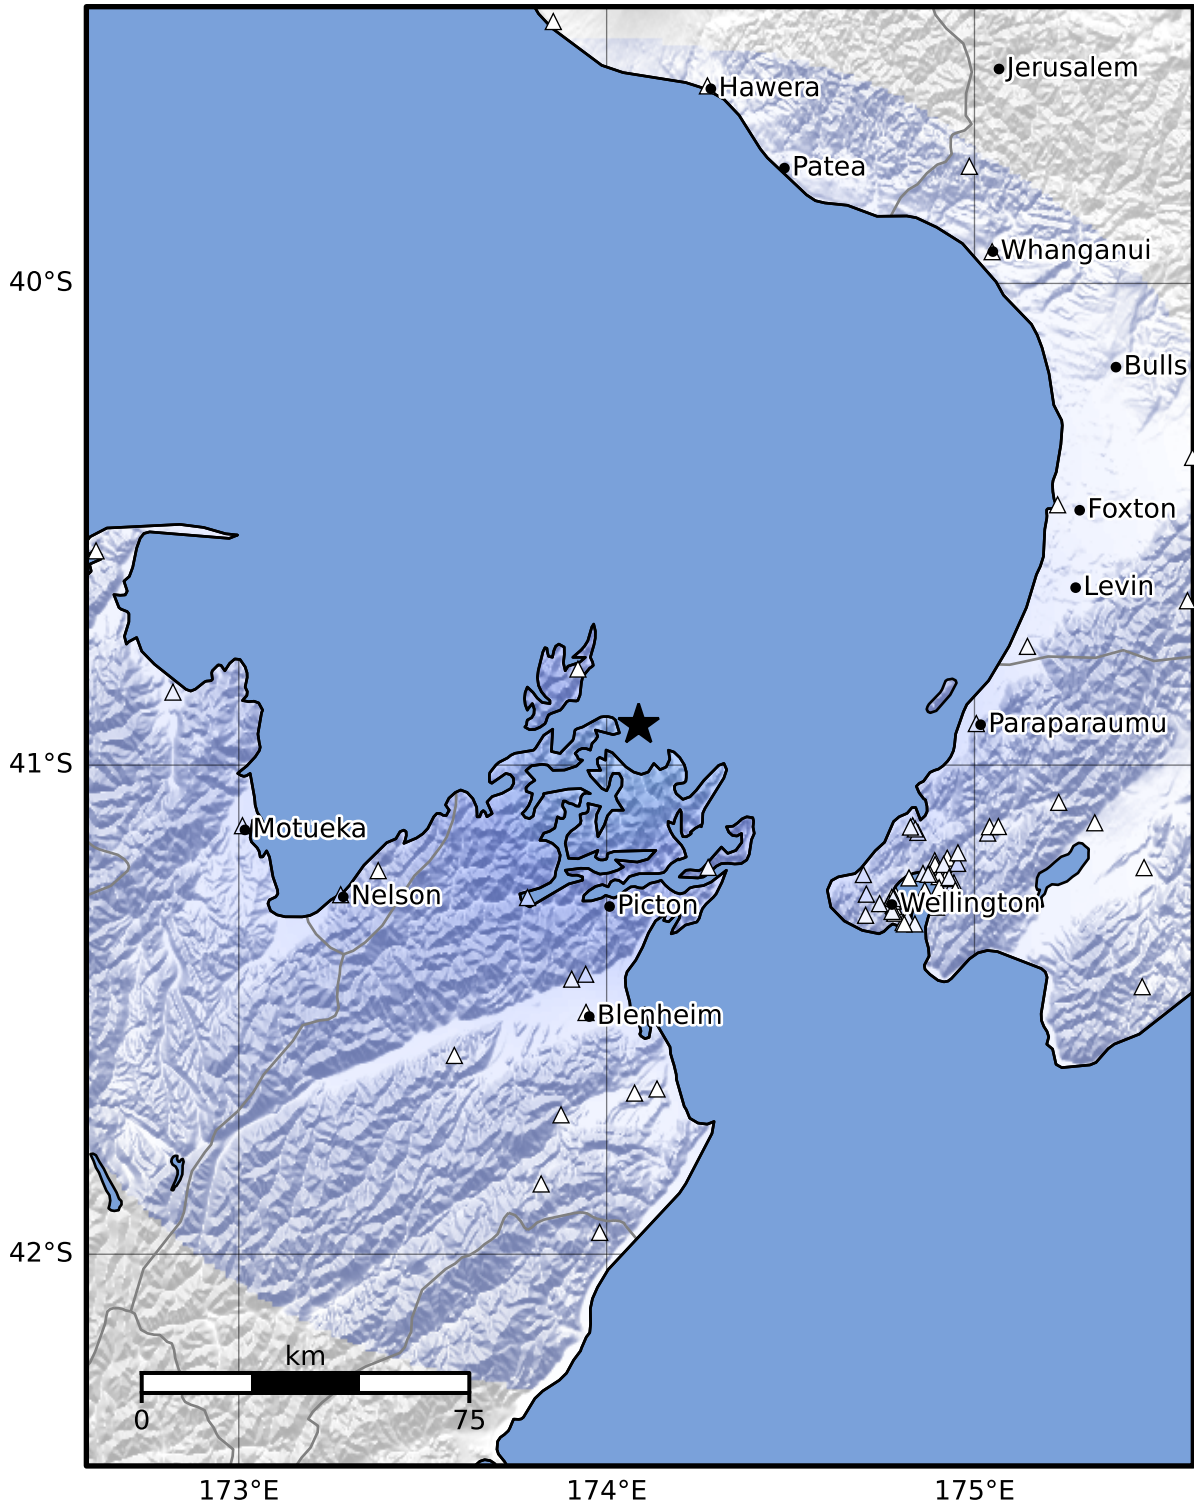 Jerusalem
Hawera
Patea
Whanganui
40°S
Bulls
Foxton
Levin
Paraparaumu
41°S
Motueka
Nelson
Picton
Wellington
Blenheim
42°S
km
0 75
173°E 174°E 175°E